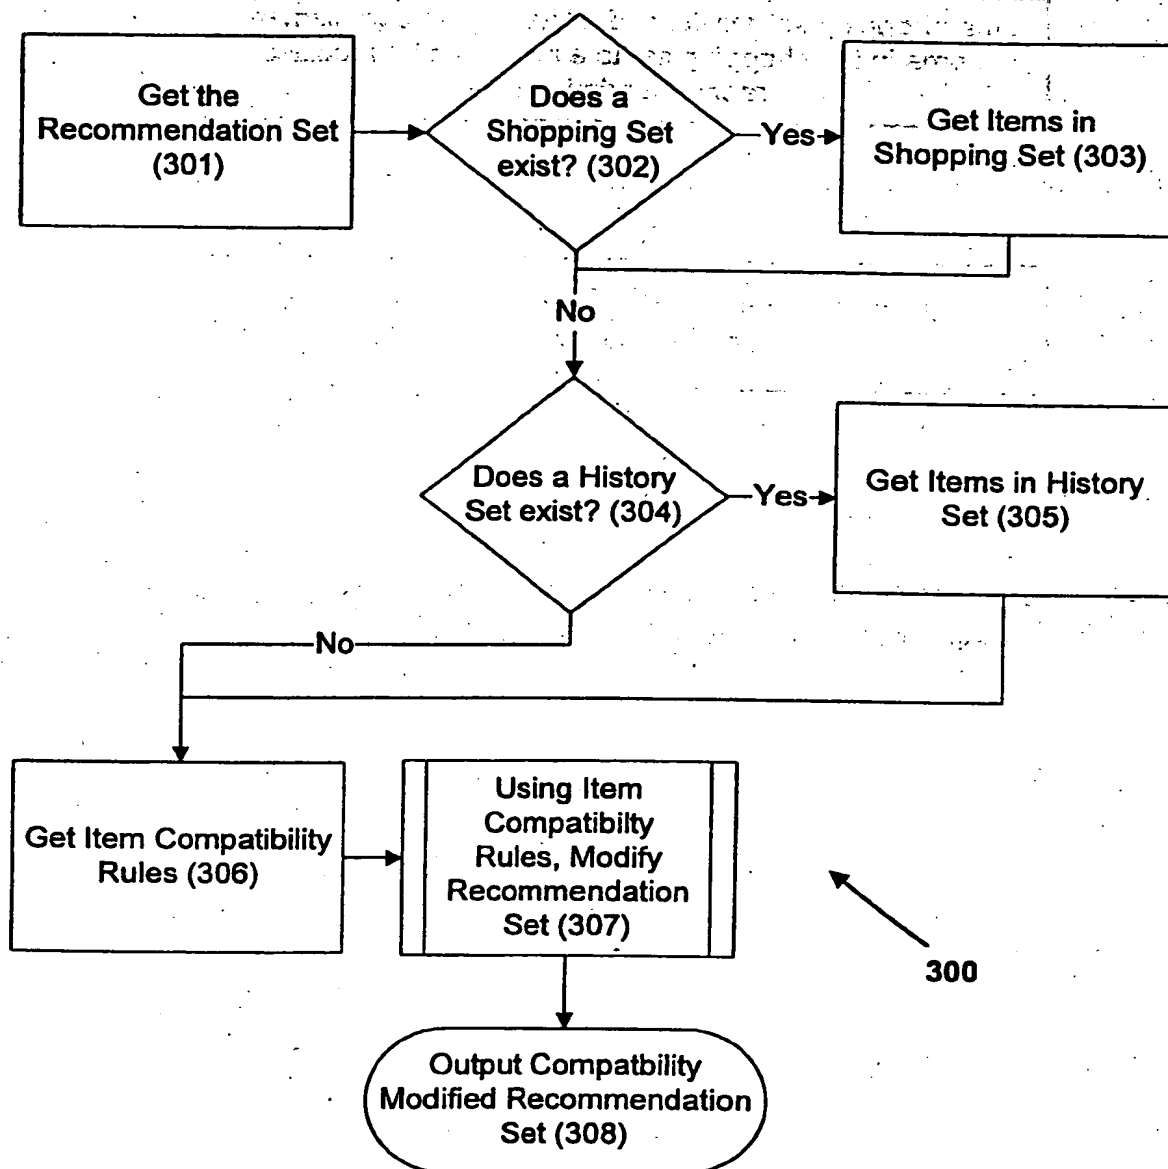 Get the
Recommendation Set
(301)
Does a
Shopping Set
exist? (302)
Yes
Get Items in
Shopping Set (303)
No
Does a History
Set exist? (304)
Yes
Get Items in History
Set (305)
No
Get Item Compatibility
Rules (306)
Using Item
Compatibilty
Rules, Modify
Recommendation
Set (307)
300
Output Compatbility
Modified Recommendation
Set (308)